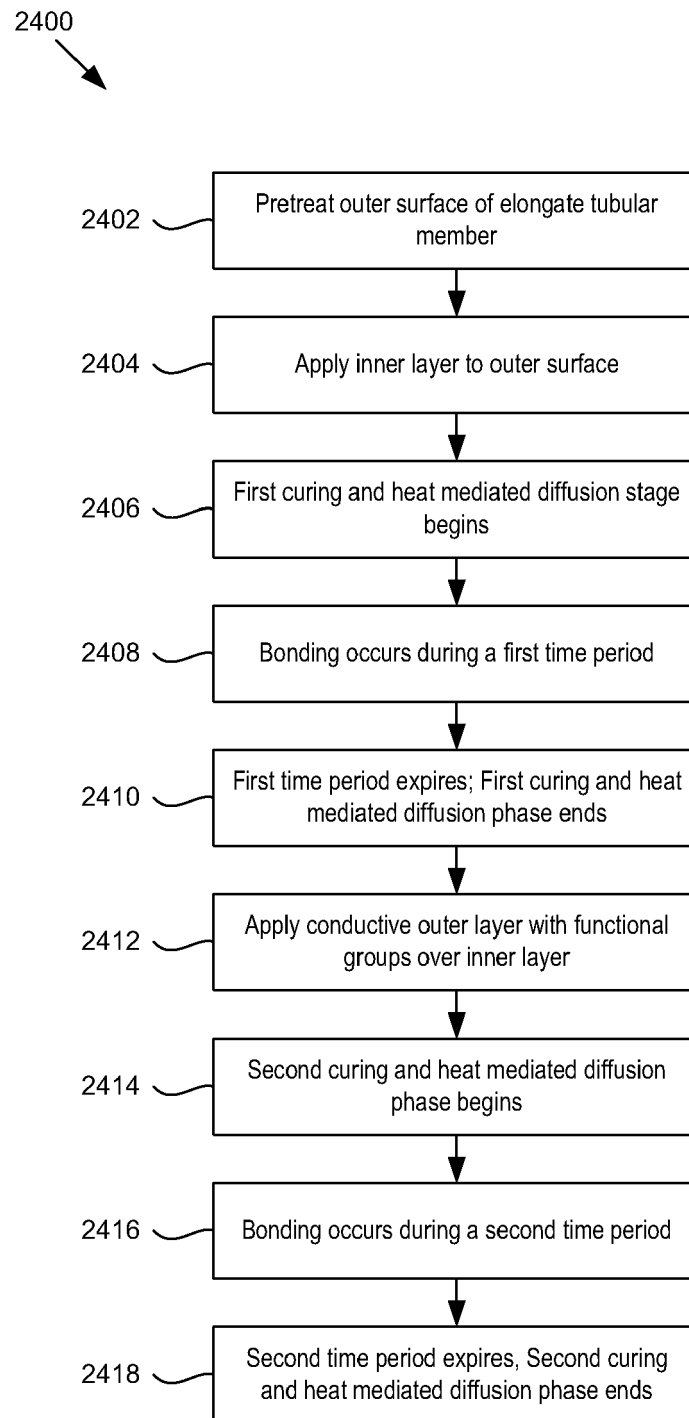 2400
2402
Pretreat outer surface of elongate tubular
member
2404
Apply inner layer to outer surface
2406
First curing and heat mediated diffusion stage
begins
2408
Bonding occurs during a first time period
2410
First time period expires; First curing and heat
mediated diffusion phase ends
2412
Apply conductive outer layer with functional
groups over inner layer
2414
Second curing and heat mediated diffusion
phase begins
2416
Bonding occurs during a second time period
2418
Second time period expires, Second curing
and heat mediated diffusion phase ends